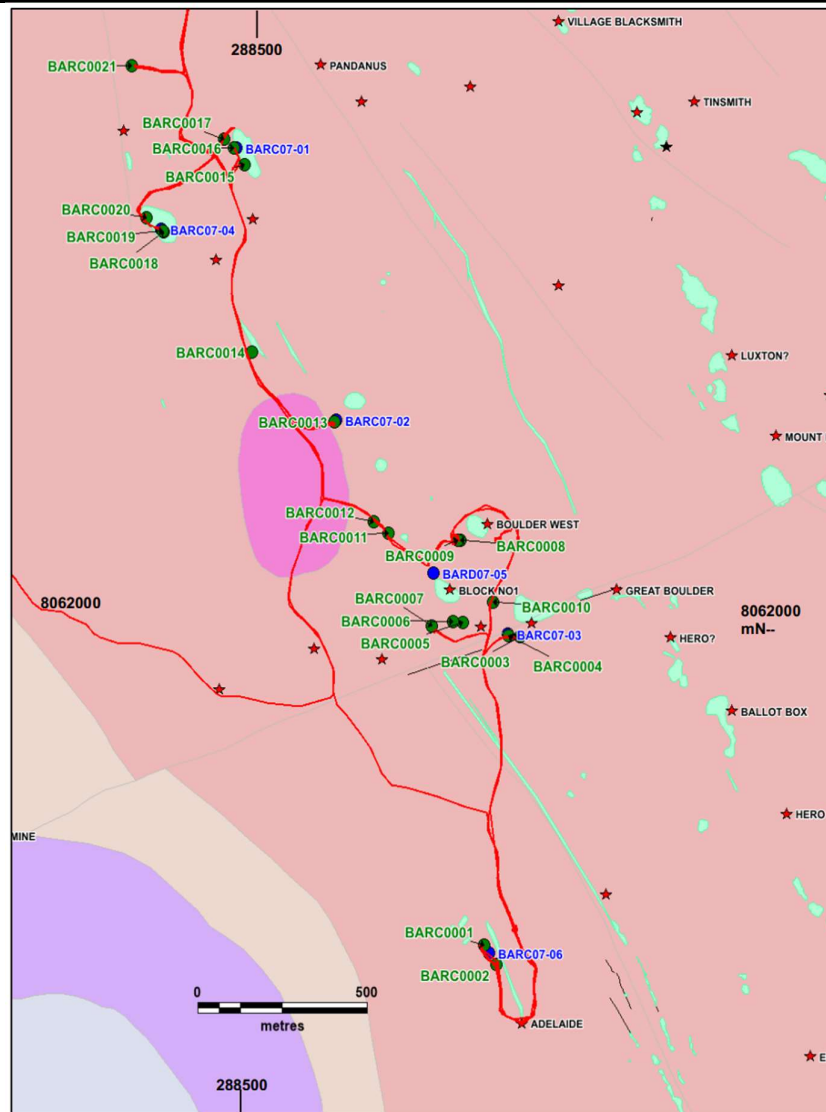 VILLAGE BLACKSMITH
288500
BARC0021
PANDANUS
TINSMITH
BARC0017
BARC0016
BARC07-01
BARC0015
BARC0020
BARC0019
BARC07-04
BARC0018
BARC0014
LUXTON?
BARC0013
BARC07-02
MOUNT
BARC0012
BOULDER WEST
BARC0011
BARC0009
BARC0008
BARD07-05
BLOCK NO1
GREAT BOULDER
8062000
BARC0007
BARC0010
8062000
mN--
BARC0006
BARC0005
BARC07-03
HERO?
BARC0003
BARC0004
BALLOT BOX
HERO
MINE
BARC0001
BARC07-06
BARC0002
0
500
metres
ADELAIDE
E
288500